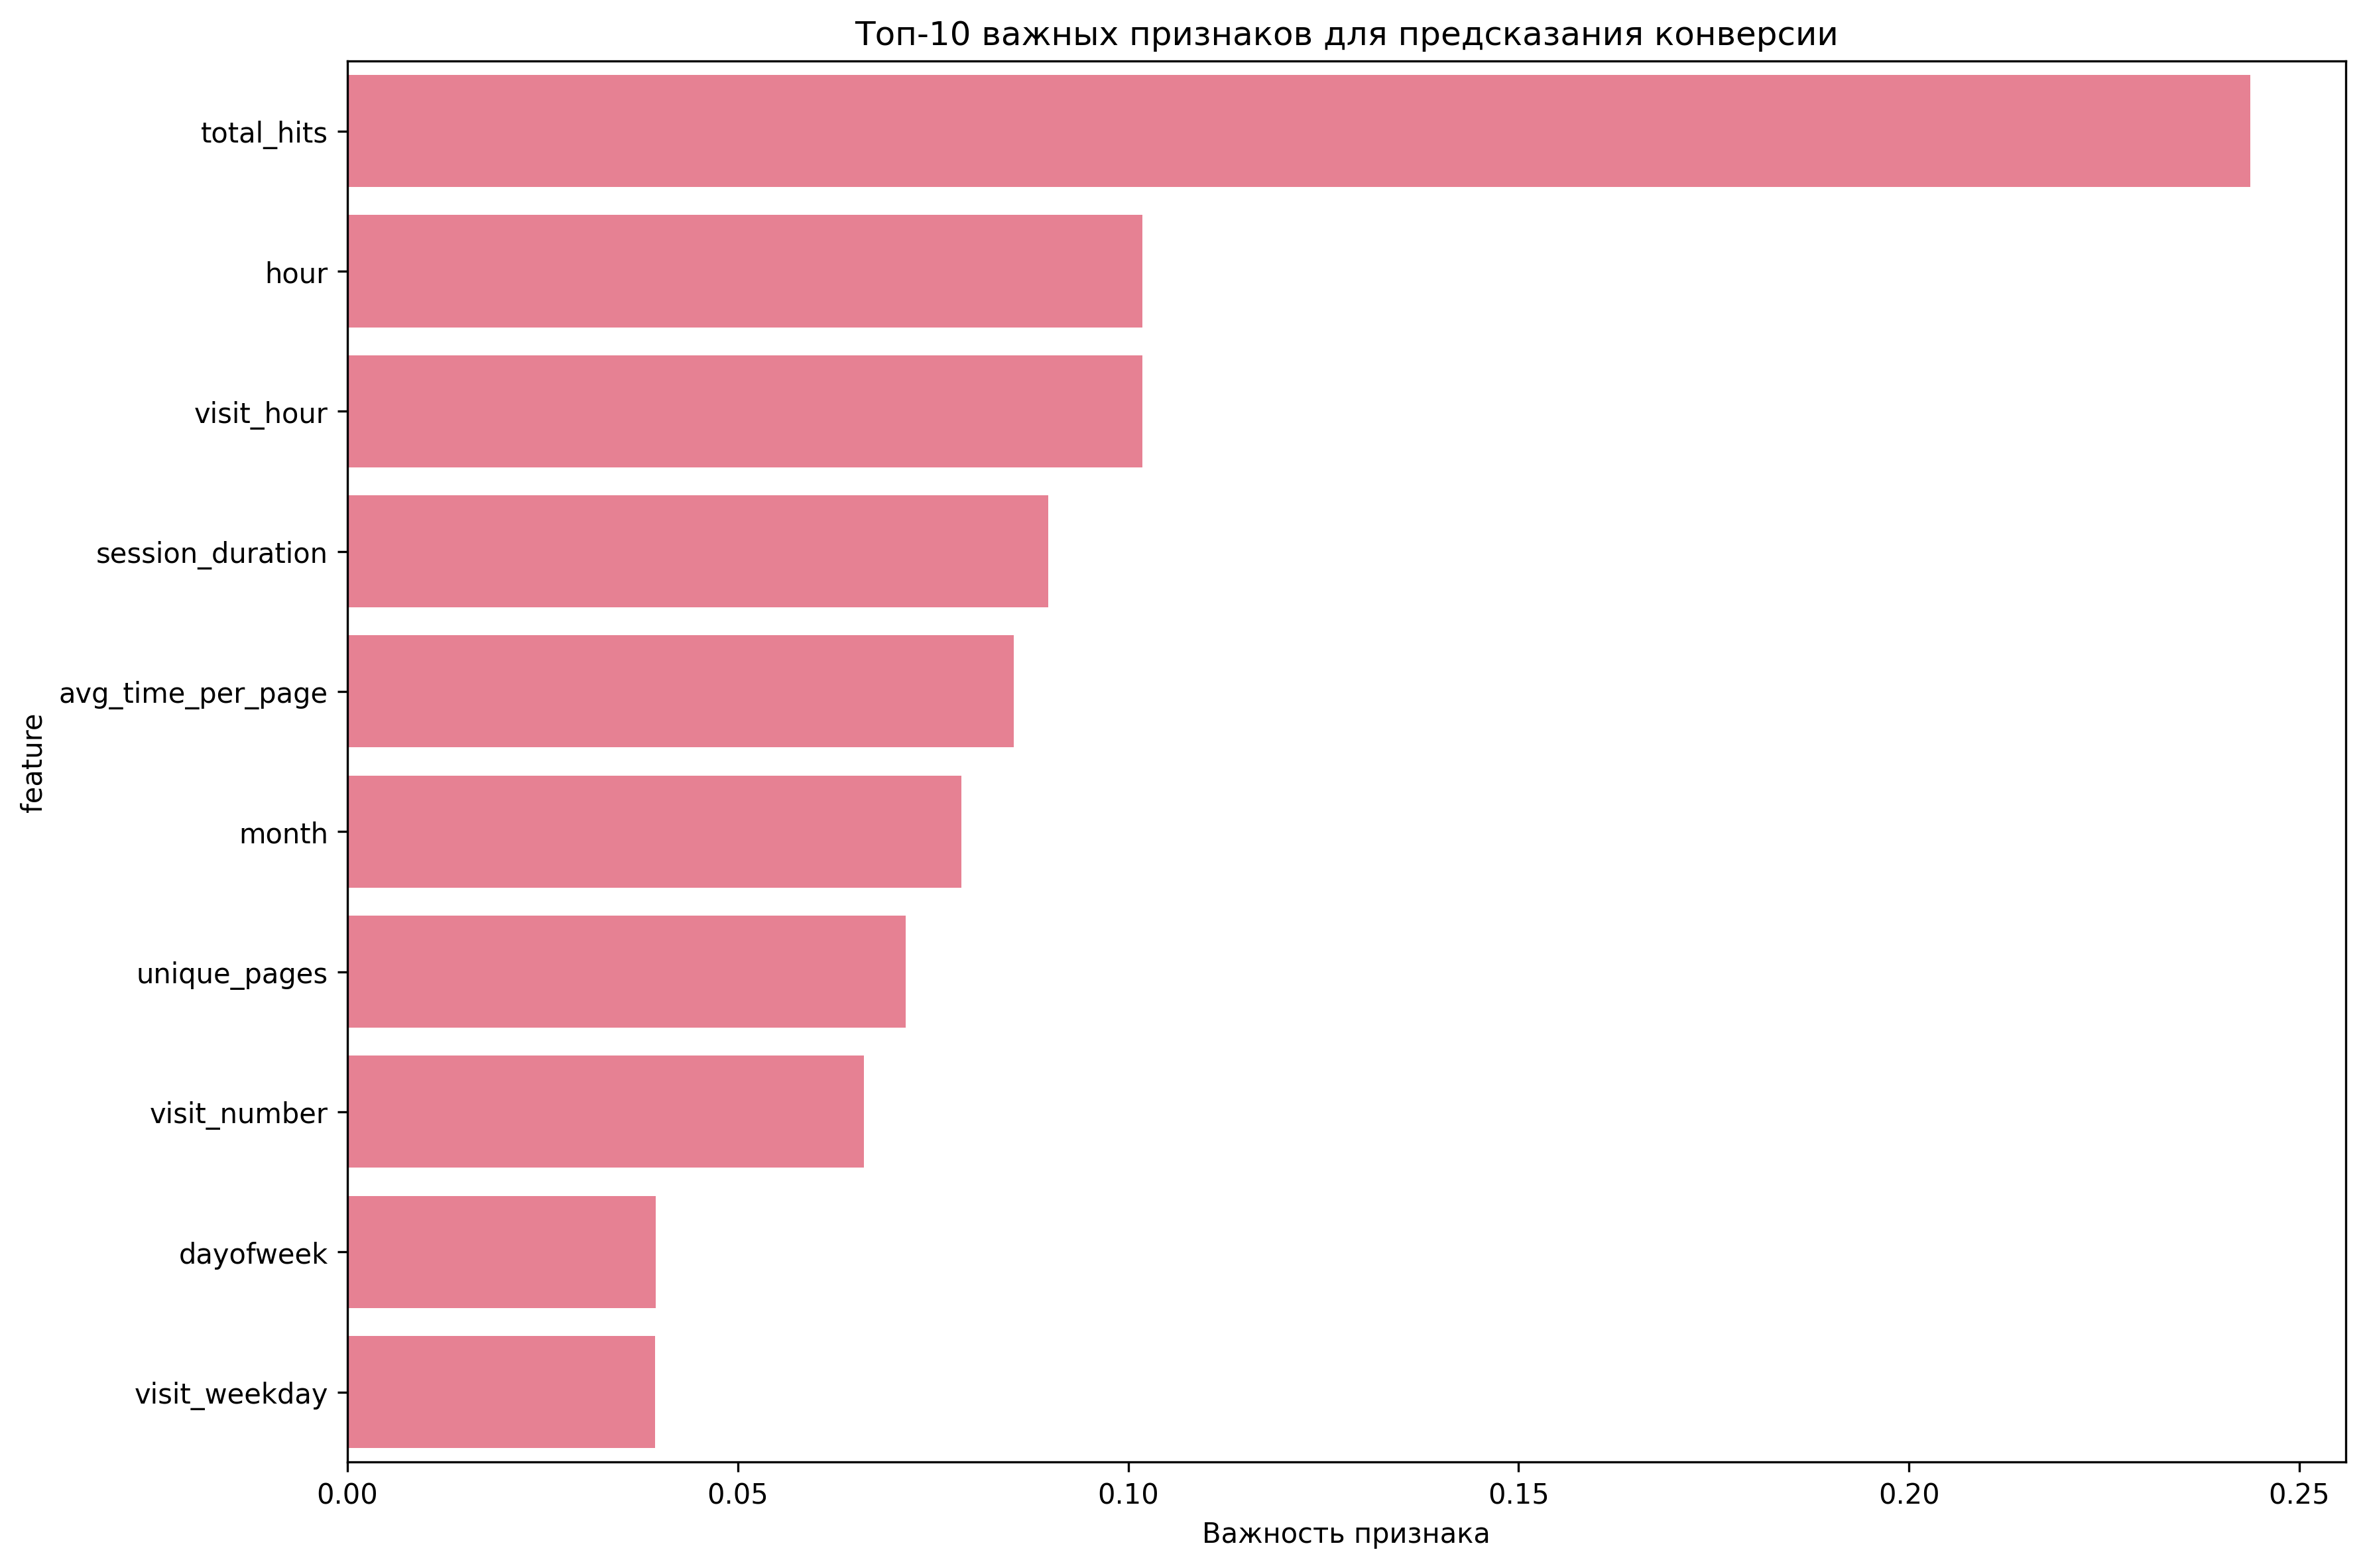 Топ-10 важных признаков для предсказания конверсии
feature
total_hits
hour
visit_hour
session_duration
avg_time_per_page
month
unique_pages
visit_number
dayofweek
visit_weekday
0.00 0.05 0.10 0.15 0.20 0.25
Важность признака